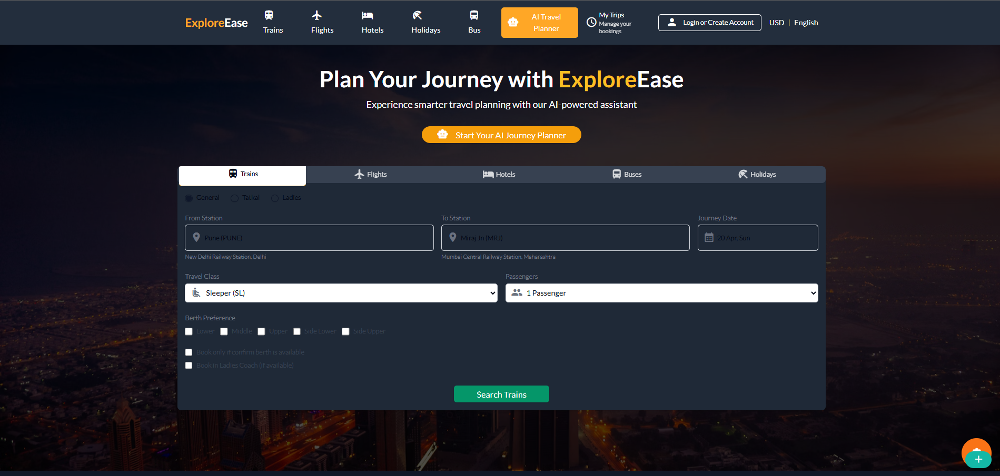 ExploreEase
Trains
Flights
Hotels
Holidays
Bus
AI Travel
Planner
My Trips
Manage your
bookings
Login or Create Account
USD | English
Plan Your Journey with ExploreEase
Experience smarter travel planning with our AI-powered assistant
Start Your AI Journey Planner
Trains
Flights
Hotels
Buses
Holidays
General
Tatkal
Ladies
From Station
To Station
Journey Date
Pune (PUNE)
Miraj Jn (MRJ)
20 Apr, Sun
New Delhi Railway Station, Delhi
Mumbai Central Railway Station, Maharashtra
Travel Class
Passengers
Sleeper (SL)
1 Passenger
Berth Preference
Lower
Middle
Upper
Side Lower
Side Upper
Book only if confirm berth is available
Book in Ladies Coach (if available)
Search Trains
+